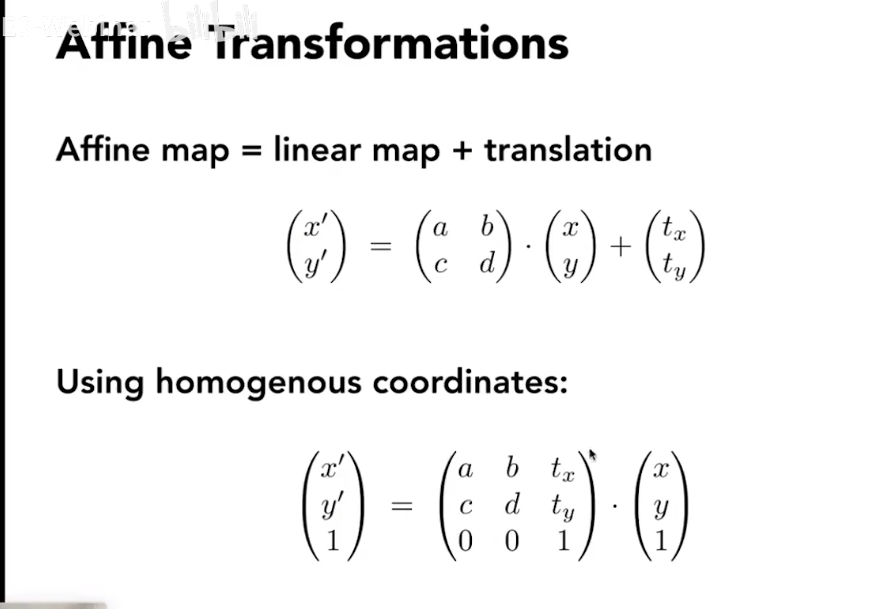 Affine Transformations
Affine map = linear map + translation
$$\begin{pmatrix} x' \\ y' \end{pmatrix} = \begin{pmatrix} a & b \\ c & d \end{pmatrix} \cdot \begin{pmatrix} x \\ y \end{pmatrix} + \begin{pmatrix} t_x \\ t_y \end{pmatrix}$$
Using homogenous coordinates:
$$\begin{pmatrix} x' \\ y' \\ 1 \end{pmatrix} = \begin{pmatrix} a & b & t_x \\ c & d & t_y \\ 0 & 0 & 1 \end{pmatrix} \cdot \begin{pmatrix} x \\ y \\ 1 \end{pmatrix}$$